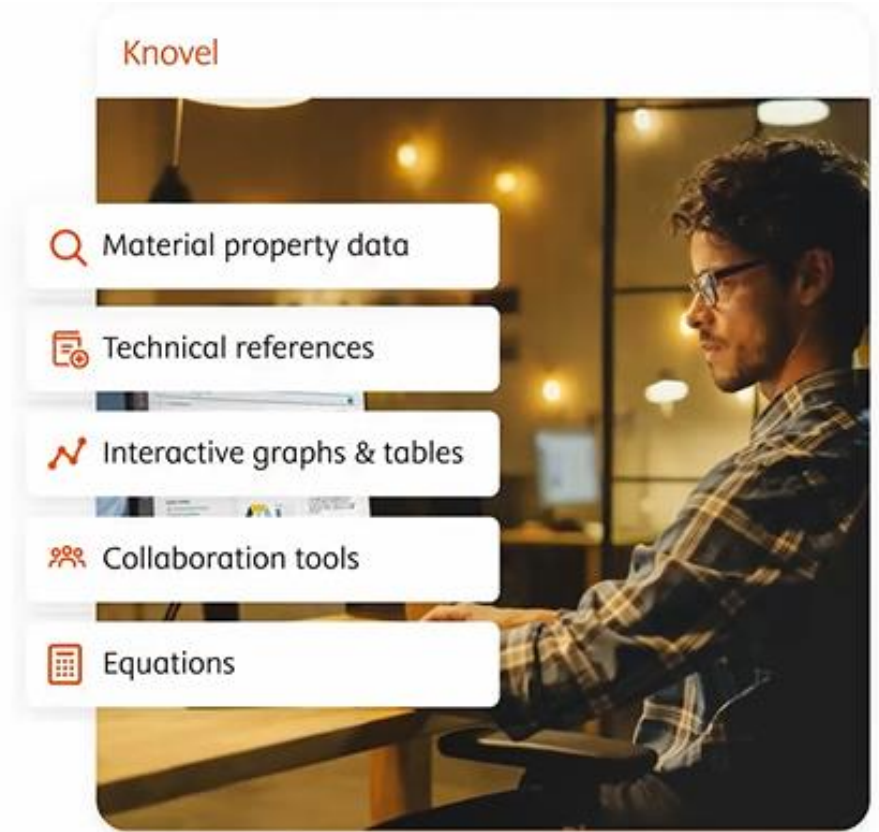 Knovel
Material property data
Technical references
Interactive graphs & tables
Collaboration tools
Equations